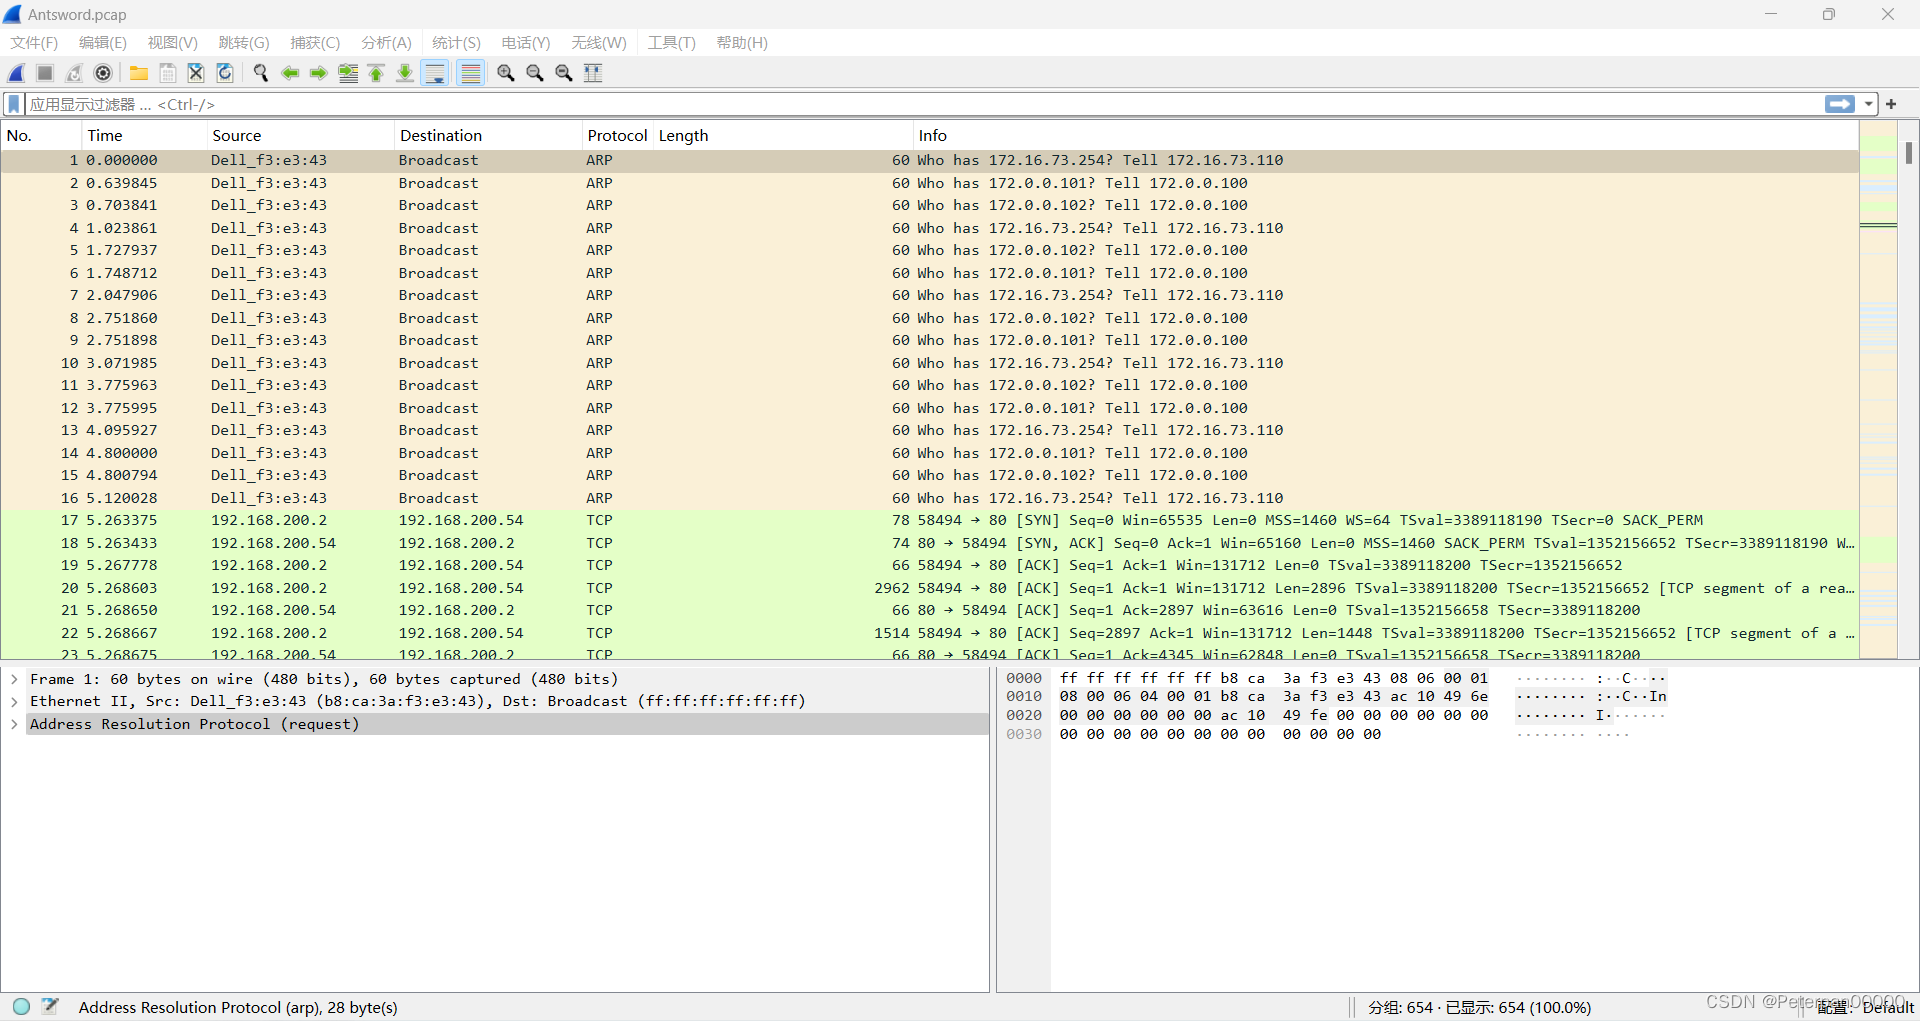 Antsword.pcap
文件(F) 编辑(E) 视图(V) 跳转(G) 捕获(C) 分析(A) 统计(S) 电话(Y) 无线(W) 工具(T) 帮助(H)
应用显示过滤器 … <Ctrl-/>
No. Time Source Destination Protocol Length Info
1 0.000000 Dell_f3:e3:43 Broadcast ARP 60 Who has 172.16.73.254? Tell 172.16.73.110
2 0.639845 Dell_f3:e3:43 Broadcast ARP 60 Who has 172.0.0.101? Tell 172.0.0.100
3 0.703841 Dell_f3:e3:43 Broadcast ARP 60 Who has 172.0.0.102? Tell 172.0.0.100
4 1.023861 Dell_f3:e3:43 Broadcast ARP 60 Who has 172.16.73.254? Tell 172.16.73.110
5 1.727937 Dell_f3:e3:43 Broadcast ARP 60 Who has 172.0.0.102? Tell 172.0.0.100
6 1.748712 Dell_f3:e3:43 Broadcast ARP 60 Who has 172.0.0.101? Tell 172.0.0.100
7 2.047906 Dell_f3:e3:43 Broadcast ARP 60 Who has 172.16.73.254? Tell 172.16.73.110
8 2.751860 Dell_f3:e3:43 Broadcast ARP 60 Who has 172.0.0.102? Tell 172.0.0.100
9 2.751898 Dell_f3:e3:43 Broadcast ARP 60 Who has 172.0.0.101? Tell 172.0.0.100
10 3.071985 Dell_f3:e3:43 Broadcast ARP 60 Who has 172.16.73.254? Tell 172.16.73.110
11 3.775963 Dell_f3:e3:43 Broadcast ARP 60 Who has 172.0.0.102? Tell 172.0.0.100
12 3.775995 Dell_f3:e3:43 Broadcast ARP 60 Who has 172.0.0.101? Tell 172.0.0.100
13 4.095927 Dell_f3:e3:43 Broadcast ARP 60 Who has 172.16.73.254? Tell 172.16.73.110
14 4.800000 Dell_f3:e3:43 Broadcast ARP 60 Who has 172.0.0.101? Tell 172.0.0.100
15 4.800794 Dell_f3:e3:43 Broadcast ARP 60 Who has 172.0.0.102? Tell 172.0.0.100
16 5.120028 Dell_f3:e3:43 Broadcast ARP 60 Who has 172.16.73.254? Tell 172.16.73.110
17 5.263375 192.168.200.2 192.168.200.54 TCP 78 58494 → 80 [SYN] Seq=0 Win=65535 Len=0 MSS=1460 WS=64 TSval=3389118190 TSecr=0 SACK_PERM
18 5.263433 192.168.200.54 192.168.200.2 TCP 74 80 → 58494 [SYN, ACK] Seq=0 Ack=1 Win=65160 Len=0 MSS=1460 SACK_PERM TSval=1352156652 TSecr=3389118190 W…
19 5.267778 192.168.200.2 192.168.200.54 TCP 66 58494 → 80 [ACK] Seq=1 Ack=1 Win=131712 Len=0 TSval=3389118200 TSecr=1352156652
20 5.268603 192.168.200.2 192.168.200.54 TCP 2962 58494 → 80 [ACK] Seq=1 Ack=1 Win=131712 Len=2896 TSval=3389118200 TSecr=1352156652 [TCP segment of a rea…
21 5.268650 192.168.200.54 192.168.200.2 TCP 66 80 → 58494 [ACK] Seq=1 Ack=2897 Win=63616 Len=0 TSval=1352156658 TSecr=3389118200
22 5.268667 192.168.200.2 192.168.200.54 TCP 1514 58494 → 80 [ACK] Seq=2897 Ack=1 Win=131712 Len=1448 TSval=3389118200 TSecr=1352156652 [TCP segment of a …
23 5.268675 192.168.200.54 192.168.200.2 TCP 66 80 → 58494 [ACK] Seq=1 Ack=4345 Win=62848 Len=0 TSval=1352156658 TSecr=3389118200
Frame 1: 60 bytes on wire (480 bits), 60 bytes captured (480 bits)
Ethernet II, Src: Dell_f3:e3:43 (b8:ca:3a:f3:e3:43), Dst: Broadcast (ff:ff:ff:ff:ff:ff)
Address Resolution Protocol (request)
0000 ff ff ff ff ff ff b8 ca 3a f3 e3 43 08 06 00 01 ········ :··C····
0010 08 00 06 04 00 01 b8 ca 3a f3 e3 43 ac 10 49 6e ········ :··C··In
0020 00 00 00 00 00 00 ac 10 49 fe 00 00 00 00 00 00 ········ I·······
0030 00 00 00 00 00 00 00 00 00 00 00 00 ········ ····
Address Resolution Protocol (arp), 28 byte(s)
分组: 654 · 已显示: 654 (100.0%)
配置: Default